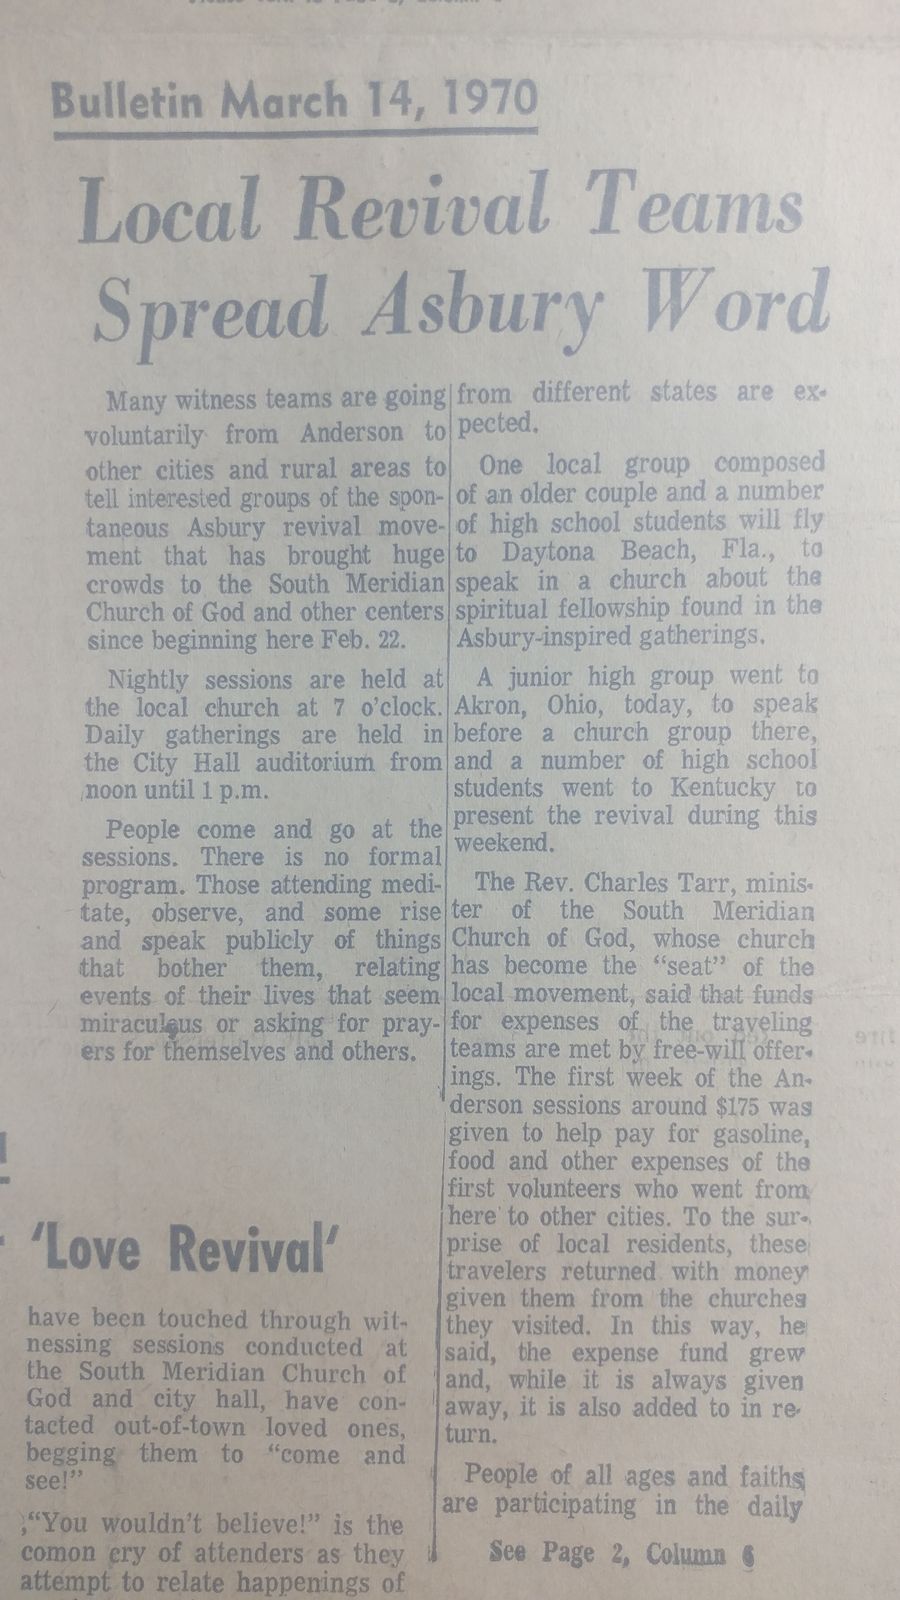 Bulletin March 14, 1970
Local Revival Teams
Spread Asbury Word
Many witness teams are going
voluntarily from Anderson to
other cities and rural areas to
tell interested groups of the spon-
taneous Asbury revival move-
ment that has brought huge
crowds to the South Meridian
Church of God and other centers
since beginning here Feb. 22.
Nightly sessions are held at
the local church at 7 o'clock.
Daily gatherings are held in
the City Hall auditorium from
noon until 1 p.m.
People come and go at the
sessions. There is no formal
program. Those attending medi-
tate, observe, and some rise
and speak publicly of things
that bother them, relating
events of their lives that seem
miraculous or asking for pray-
ers for themselves and others.
from different states are ex-
pected.
One local group composed
of an older couple and a number
of high school students will fly
to Daytona Beach, Fla., to
speak in a church about the
spiritual fellowship found in the
Asbury-inspired gatherings.
A junior high group went to
Akron, Ohio, today, to speak
before a church group there,
and a number of high school
students went to Kentucky to
present the revival during this
weekend.
The Rev. Charles Tarr, minis-
ter of the South Meridian
Church of God, whose church
has become the "seat" of the
local movement, said that funds
for expenses of the traveling
teams are met by free-will offer-
ings. The first week of the An-
derson sessions around $175 was
given to help pay for gasoline,
food and other expenses of the
first volunteers who went from
here to other cities. To the sur-
prise of local residents, these
travelers returned with money
given them from the churches
they visited. In this way, he
said, the expense fund grew
and, while it is always given
away, it is also added to in re-
turn.
People of all ages and faiths
are participating in the daily
See Page 2, Column 6
'Love Revival'
have been touched through wit-
nessing sessions conducted at
the South Meridian Church of
God and city hall, have con-
tacted out-of-town loved ones,
begging them to "come and
see!"
"You wouldn't believe!" is the
comon cry of attenders as they
attempt to relate happenings of